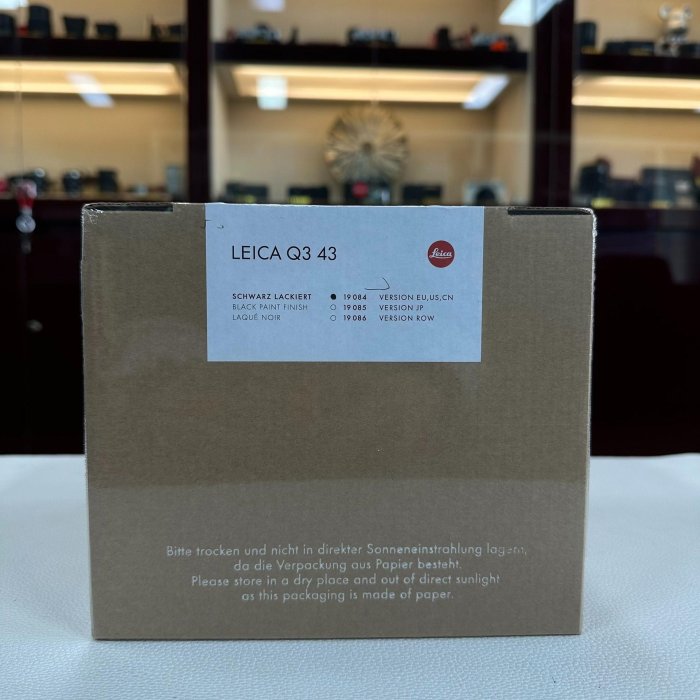 LEICA Q3 43
Leica
SCHWARZ LACKIERT 19 084 VERSION EU,US,CN
BLACK PAINT FINISH 19 085 VERSION JP
LAQUÉ NOIR 19 086 VERSION ROW
Bitte trocken und nicht in direkter Sonneneinstrahlung lagern,
da die Verpackung aus Papier besteht.
Please store in a dry place and out of direct sunlight
as this packaging is made of paper.